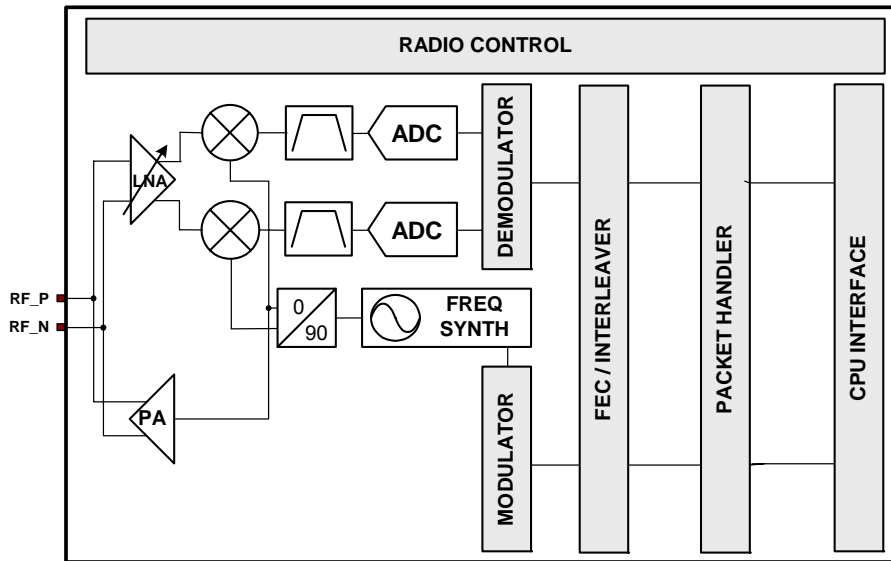 RADIO CONTROL
LNA
ADC
ADC
DEMODULATOR
FEC / INTERLEAVER
PACKET HANDLER
CPU INTERFACE
RF_P
RF_N
0
90
FREQ
SYNTH
PA
MODULATOR